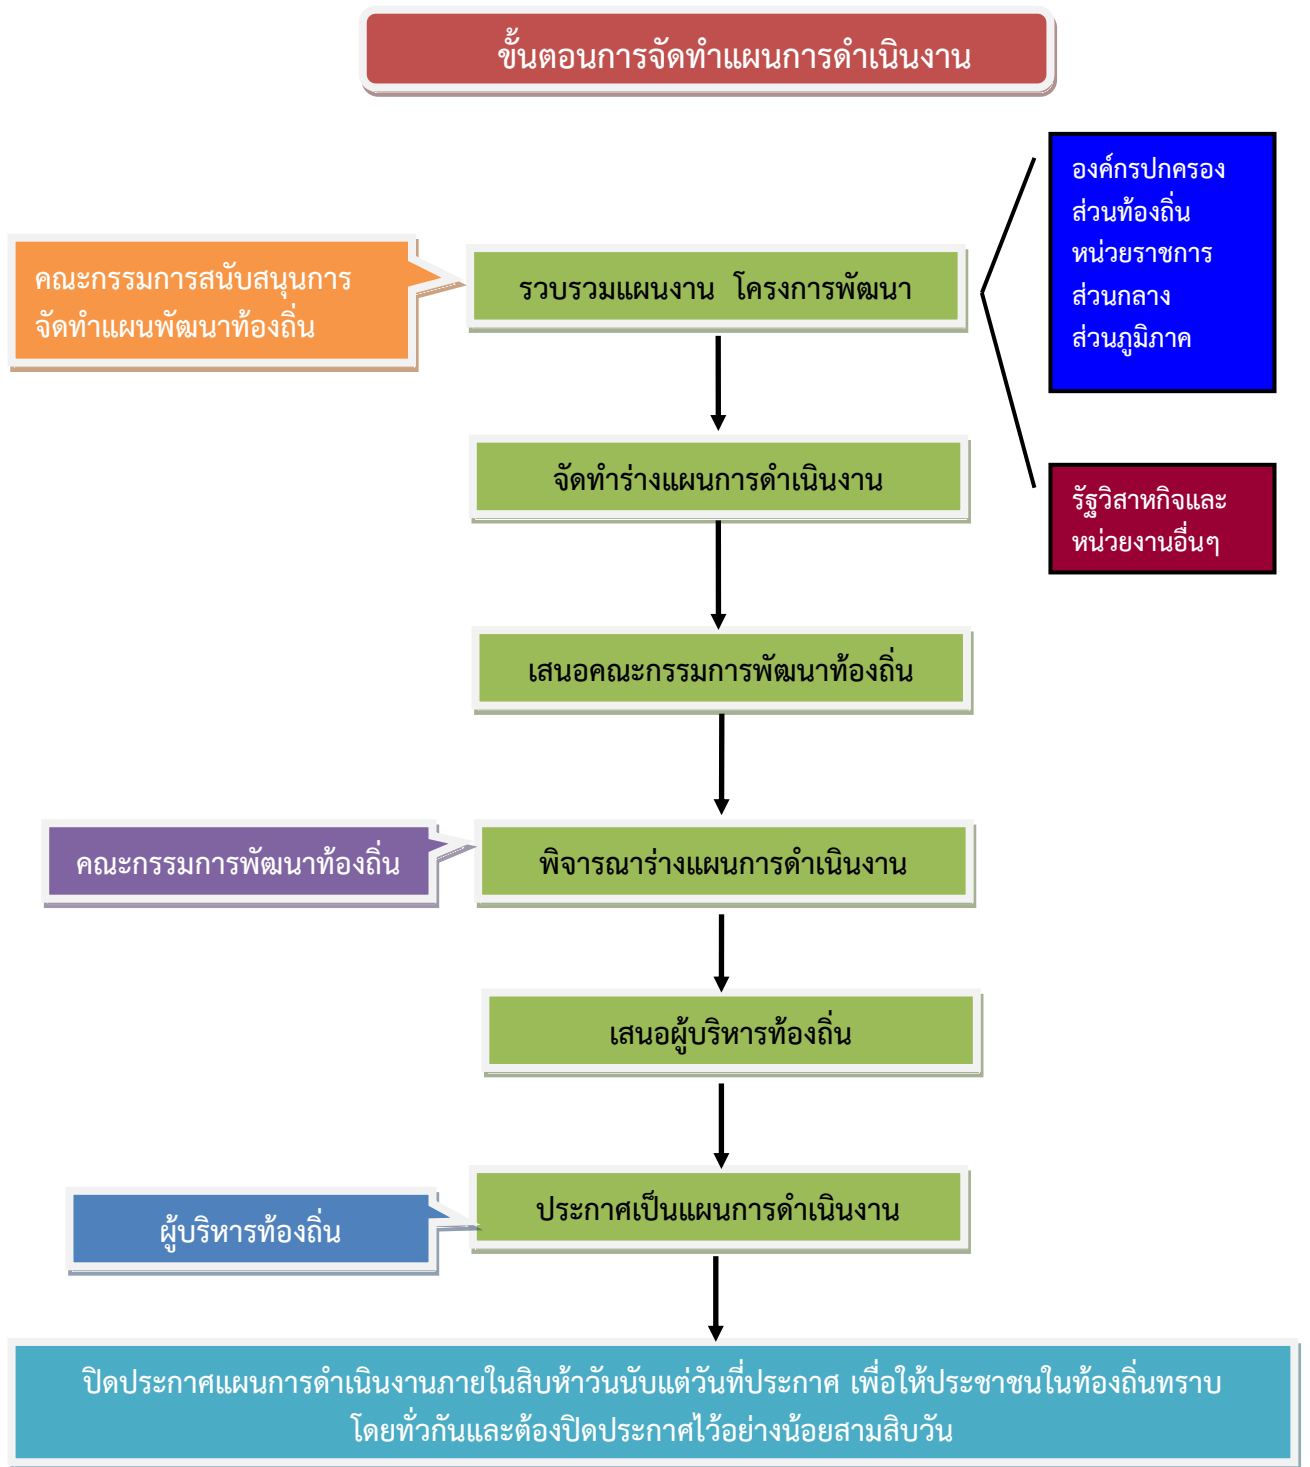 ขั้นตอนการจัดทำแผนการดำเนินงาน
องค์กรปกครอง
ส่วนท้องถิ่น
หน่วยราชการ
ส่วนกลาง
ส่วนภูมิภาค
คณะกรรมการสนับสนุนการ
จัดทำแผนพัฒนาท้องถิ่น
รวบรวมแผนงาน โครงการพัฒนา
จัดทำร่างแผนการดำเนินงาน
รัฐวิสาหกิจและ
หน่วยงานอื่นๆ
เสนอคณะกรรมการพัฒนาท้องถิ่น
คณะกรรมการพัฒนาท้องถิ่น
พิจารณาร่างแผนการดำเนินงาน
เสนอผู้บริหารท้องถิ่น
ผู้บริหารท้องถิ่น
ประกาศเป็นแผนการดำเนินงาน
ปิดประกาศแผนการดำเนินงานภายในสิบห้าวันนับแต่วันที่ประกาศ เพื่อให้ประชาชนในท้องถิ่นทราบ
โดยทั่วกันและต้องปิดประกาศไว้อย่างน้อยสามสิบวัน